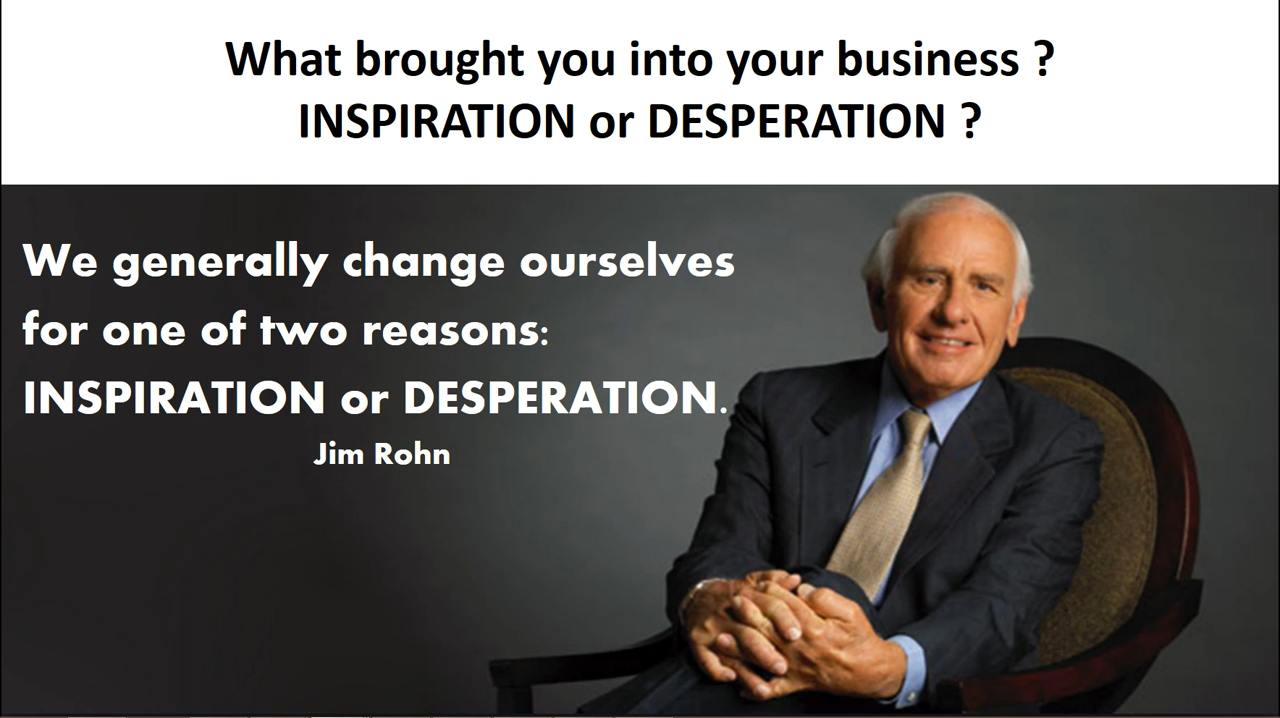 What brought you into your business ?
INSPIRATION or DESPERATION ?
We generally change ourselves
for one of two reasons:
INSPIRATION or DESPERATION.
Jim Rohn